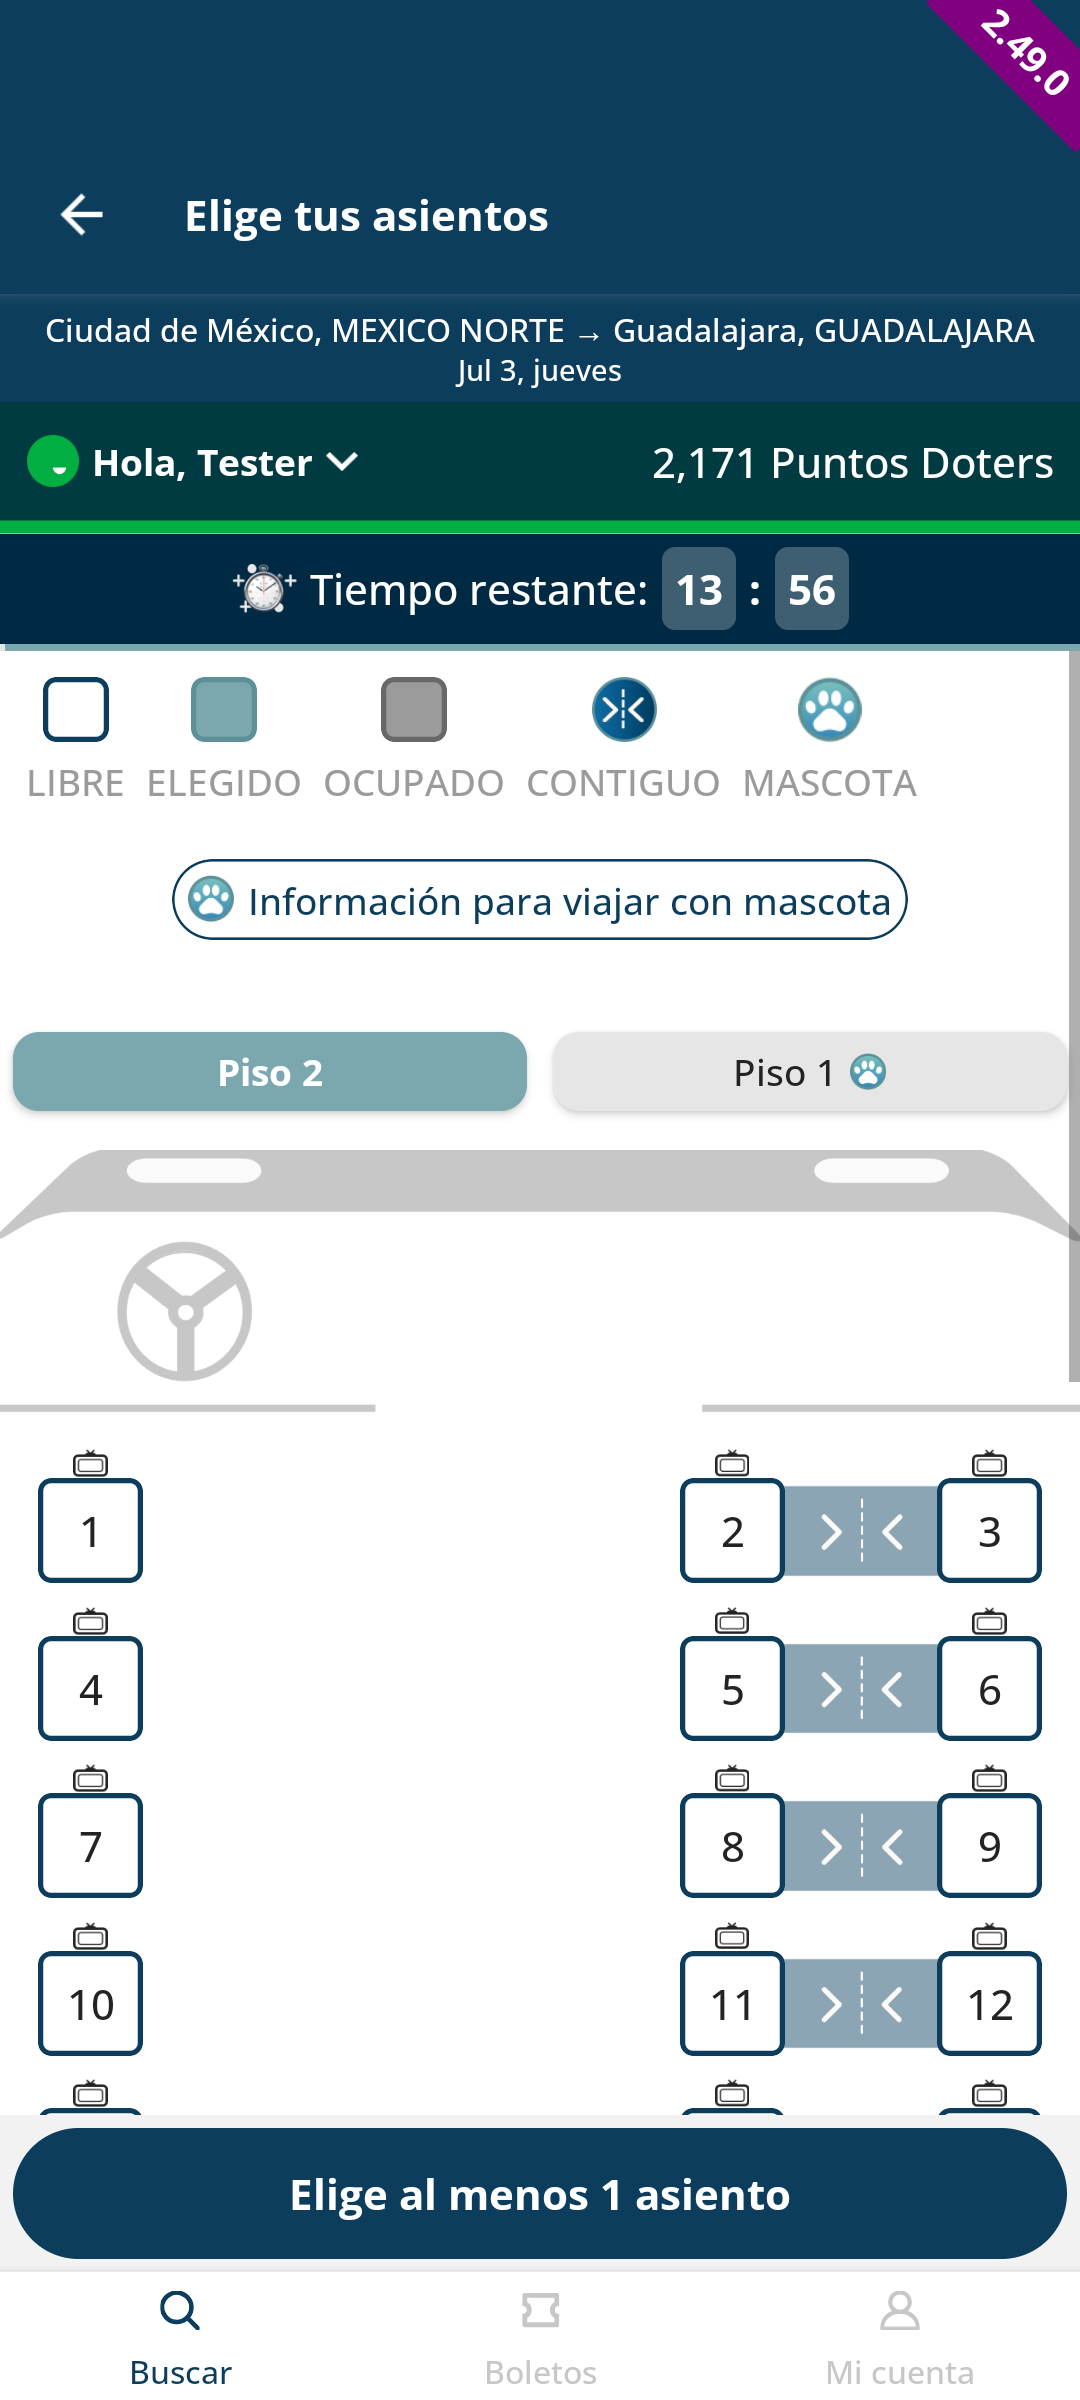 2.49.0
Elige tus asientos
Ciudad de México, MEXICO NORTE → Guadalajara, GUADALAJARA
Jul 3, jueves
Hola, Tester 2,171 Puntos Doters
Tiempo restante: 13 : 56
LIBRE ELEGIDO OCUPADO CONTIGUO MASCOTA
Información para viajar con mascota
Piso 2 Piso 1
1 2 3
4 5 6
7 8 9
10 11 12
Elige al menos 1 asiento
Buscar Boletos Mi cuenta